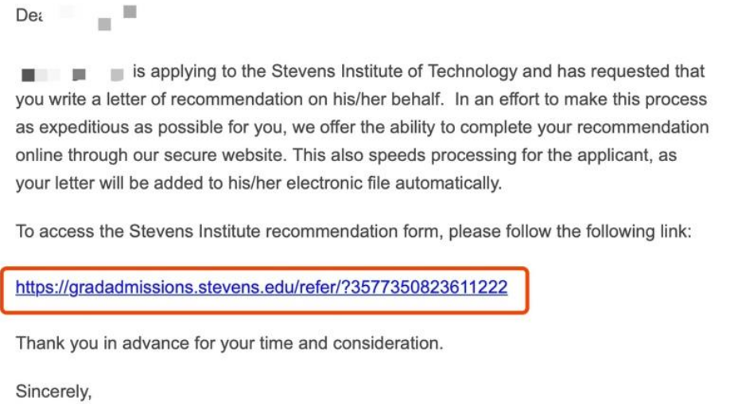 Dea
is applying to the Stevens Institute of Technology and has requested that
you write a letter of recommendation on his/her behalf.  In an effort to make this process
as expeditious as possible for you, we offer the ability to complete your recommendation
online through our secure website. This also speeds processing for the applicant, as
your letter will be added to his/her electronic file automatically.
To access the Stevens Institute recommendation form, please follow the following link:
https://gradadmissions.stevens.edu/refer/?3577350823611222
Thank you in advance for your time and consideration.
Sincerely,